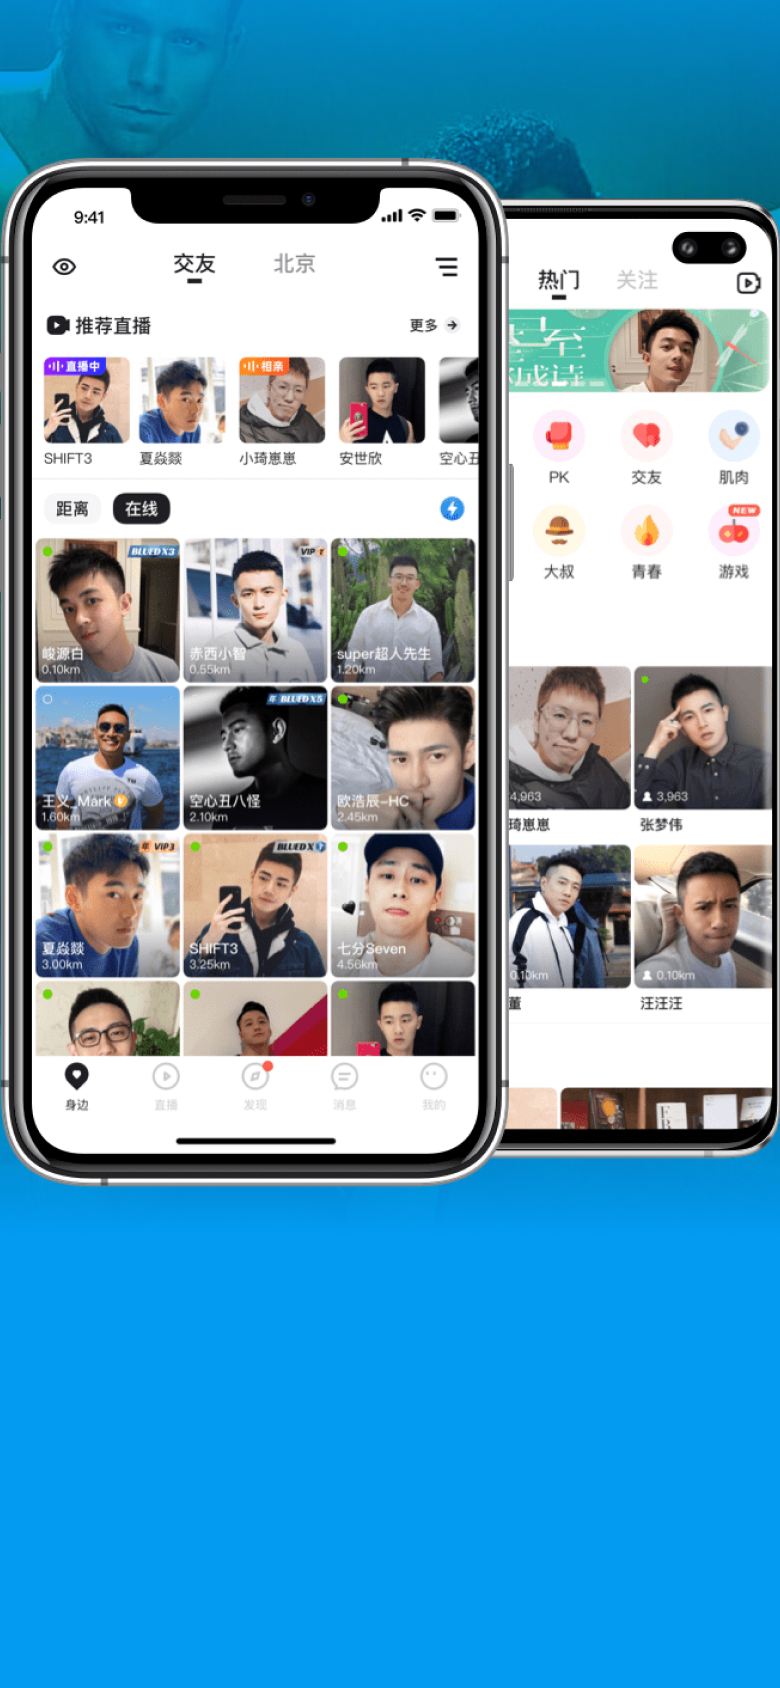 9:41
交友 北京
推荐直播 更多
直播中
相亲
SHIFT3 夏焱燚 小琦崽崽 安世欣 空心丑
距离 在线
BLUED X3
VIP
峻源白
0.10km
赤西小智
0.55km
super超人先生
1.20km
年 BLUED X5
王义_Mark
1.60km
空心丑八怪
2.10km
欧浩辰-HC
2.45km
年 VIP3
BLUED X
夏焱燚
3.00km
SHIFT3
3.25km
七分Seven
4.56km
身边 直播 发现 消息 我的
热门 关注
至
成诗
PK 交友 肌肉
NEW
大叔 青春 游戏
4,963
3,963
琦崽崽 张梦伟
0.10km
0.10km
董 汪汪汪